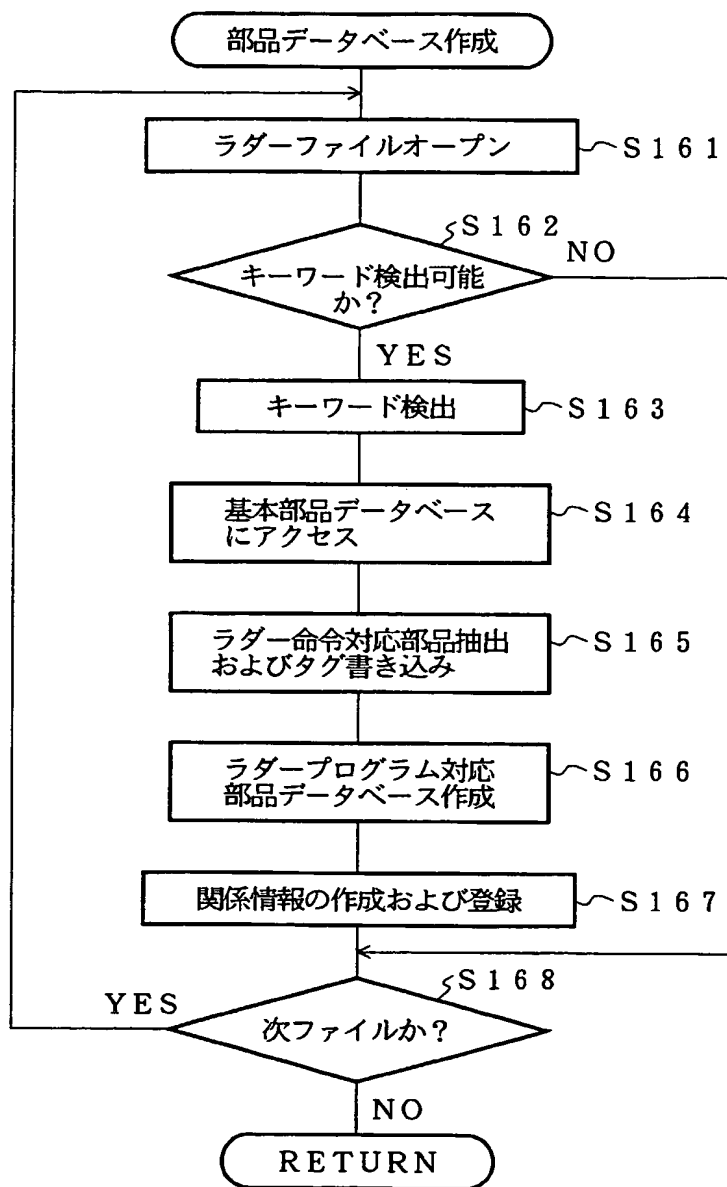 部品データベース作成
ラダーファイルオープン
S161
S162
NO
キーワード検出可能
か?
YES
キーワード検出
S163
基本部品データベース
にアクセス
S164
ラダー命令対応部品抽出
およびタグ書き込み
S165
ラダープログラム対応
部品データベース作成
S166
関係情報の作成および登録
S167
S168
YES
次ファイルか?
NO
RETURN